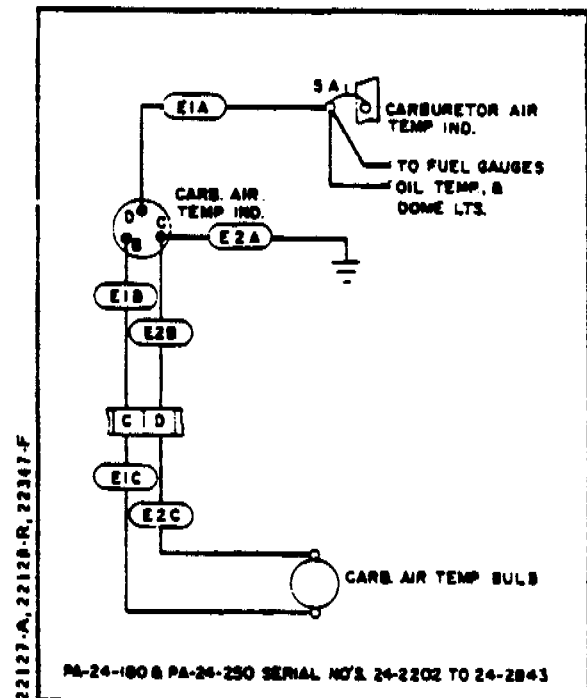 5 A
E1A
CARBURETOR AIR
TEMP IND.
TO FUEL GAUGES
OIL TEMP, &
DOME LTS.
CARB. AIR
TEMP IND.
D
C
B
E2A
E1B
E2B
C D
E1C
E2C
CARB. AIR TEMP BULB
PA-24-180 & PA-24-250 SERIAL NO'S. 24-2202 TO 24-2843
22127-A, 22128-R, 22347-F